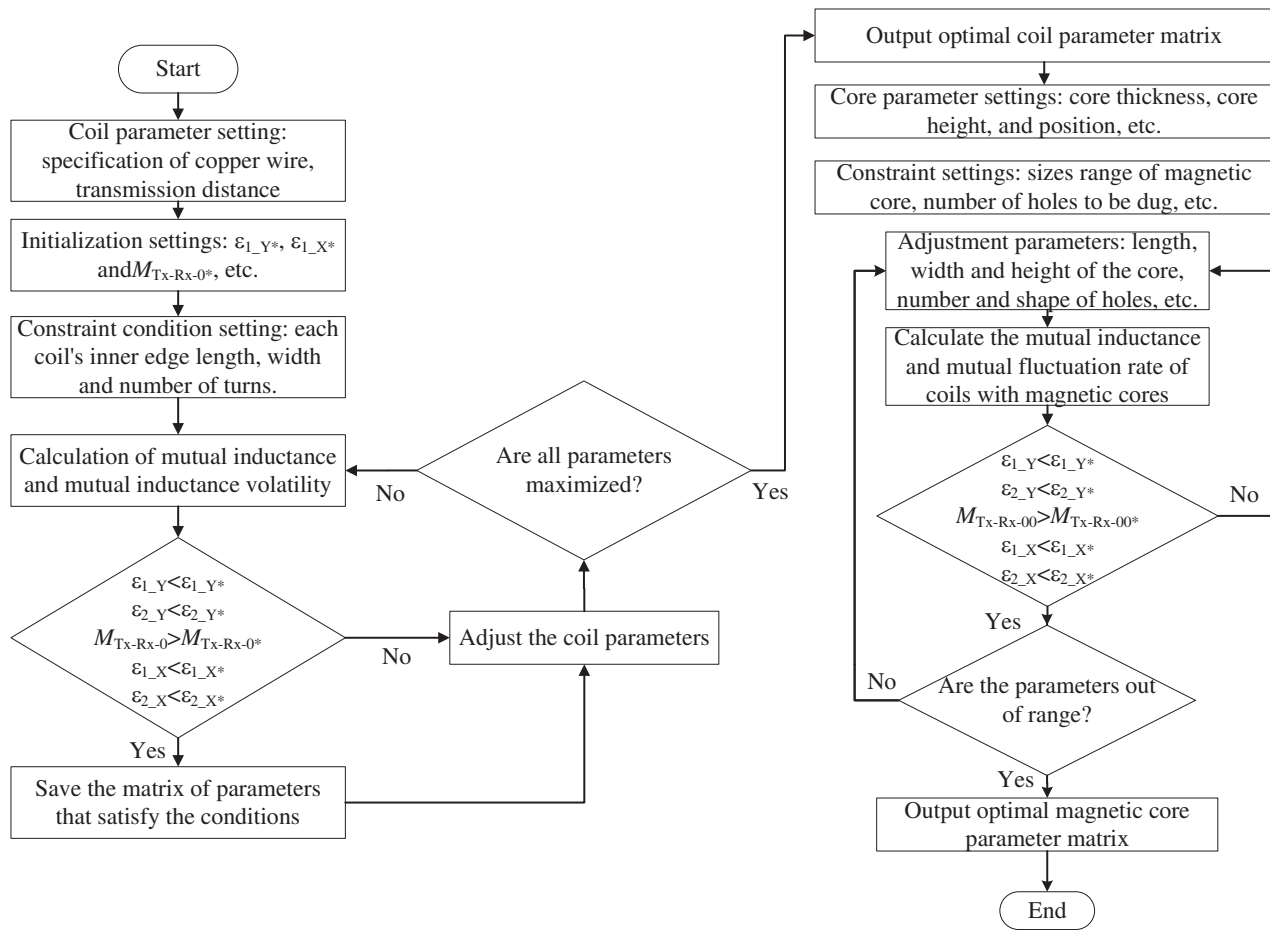 Start
Coil parameter setting:
specification of copper wire,
transmission distance
Initialization settings: ε1_Y*, ε1_X*
andMTx-Rx-0*, etc.
Constraint condition setting: each
coil's inner edge length, width
and number of turns.
Calculation of mutual inductance
and mutual inductance volatility
ε1_Y<ε1_Y*
ε2_Y<ε2_Y*
MTx-Rx-0>MTx-Rx-0*
ε1_X<ε1_X*
ε2_X<ε2_X*
No
Yes
Save the matrix of parameters
that satisfy the conditions
Adjust the coil parameters
Are all parameters
maximized?
No
Yes
Output optimal coil parameter matrix
Core parameter settings: core thickness, core
height, and position, etc.
Constraint settings: sizes range of magnetic
core, number of holes to be dug, etc.
Adjustment parameters: length,
width and height of the core,
number and shape of holes, etc.
Calculate the mutual inductance
and mutual fluctuation rate of
coils with magnetic cores
ε1_Y<ε1_Y*
ε2_Y<ε2_Y*
MTx-Rx-00>MTx-Rx-00*
ε1_X<ε1_X*
ε2_X<ε2_X*
No
Yes
Are the parameters out
of range?
No
Yes
Output optimal magnetic core
parameter matrix
End